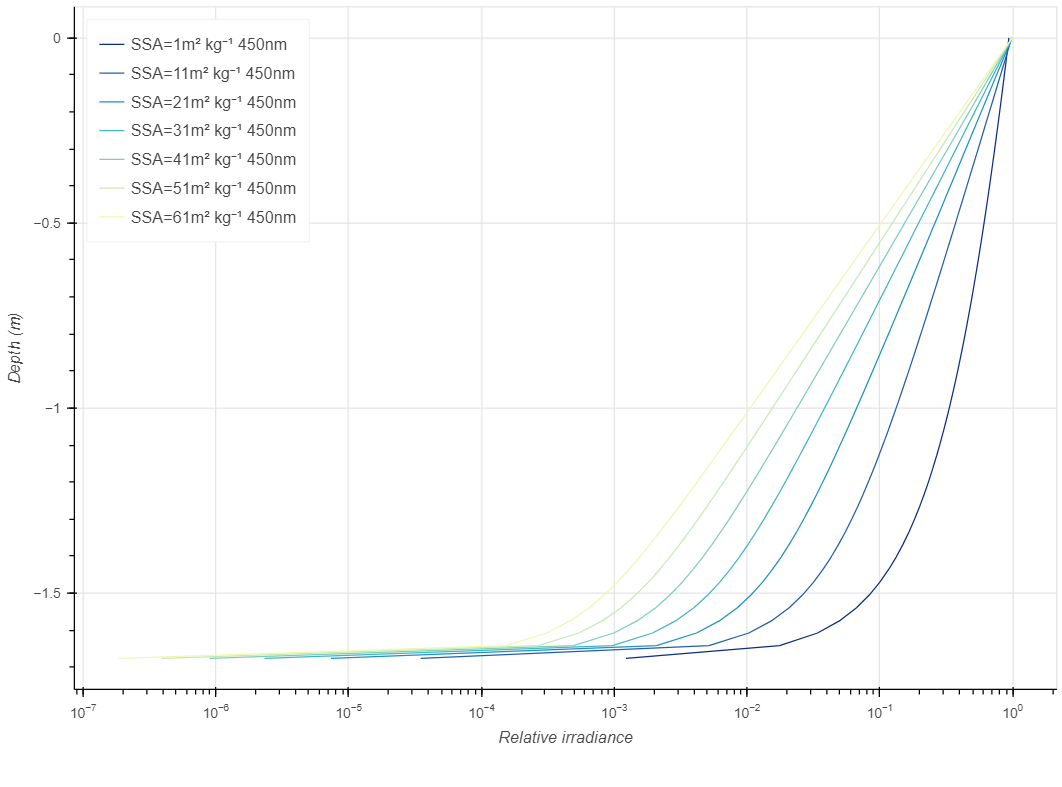 SSA=1m² kg⁻¹ 450nm
SSA=11m² kg⁻¹ 450nm
SSA=21m² kg⁻¹ 450nm
SSA=31m² kg⁻¹ 450nm
SSA=41m² kg⁻¹ 450nm
SSA=51m² kg⁻¹ 450nm
SSA=61m² kg⁻¹ 450nm
0
−0.5
−1
−1.5
Depth (m)
10⁻⁷ 10⁻⁶ 10⁻⁵ 10⁻⁴ 10⁻³ 10⁻² 10⁻¹ 10⁰
Relative irradiance